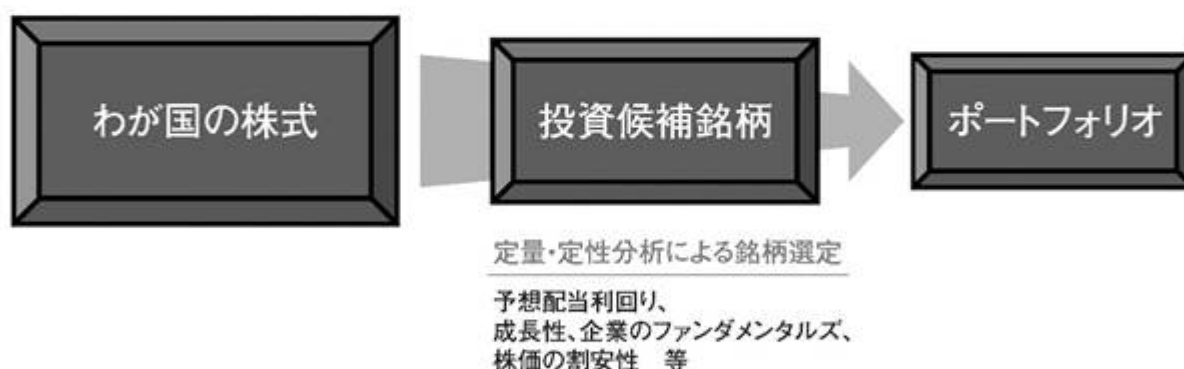 わが国の株式
投資候補銘柄
ポートフォリオ
定量・定性分析による銘柄選定
予想配当利回り、
成長性、企業のファンダメンタルズ、
株価の割安性　等